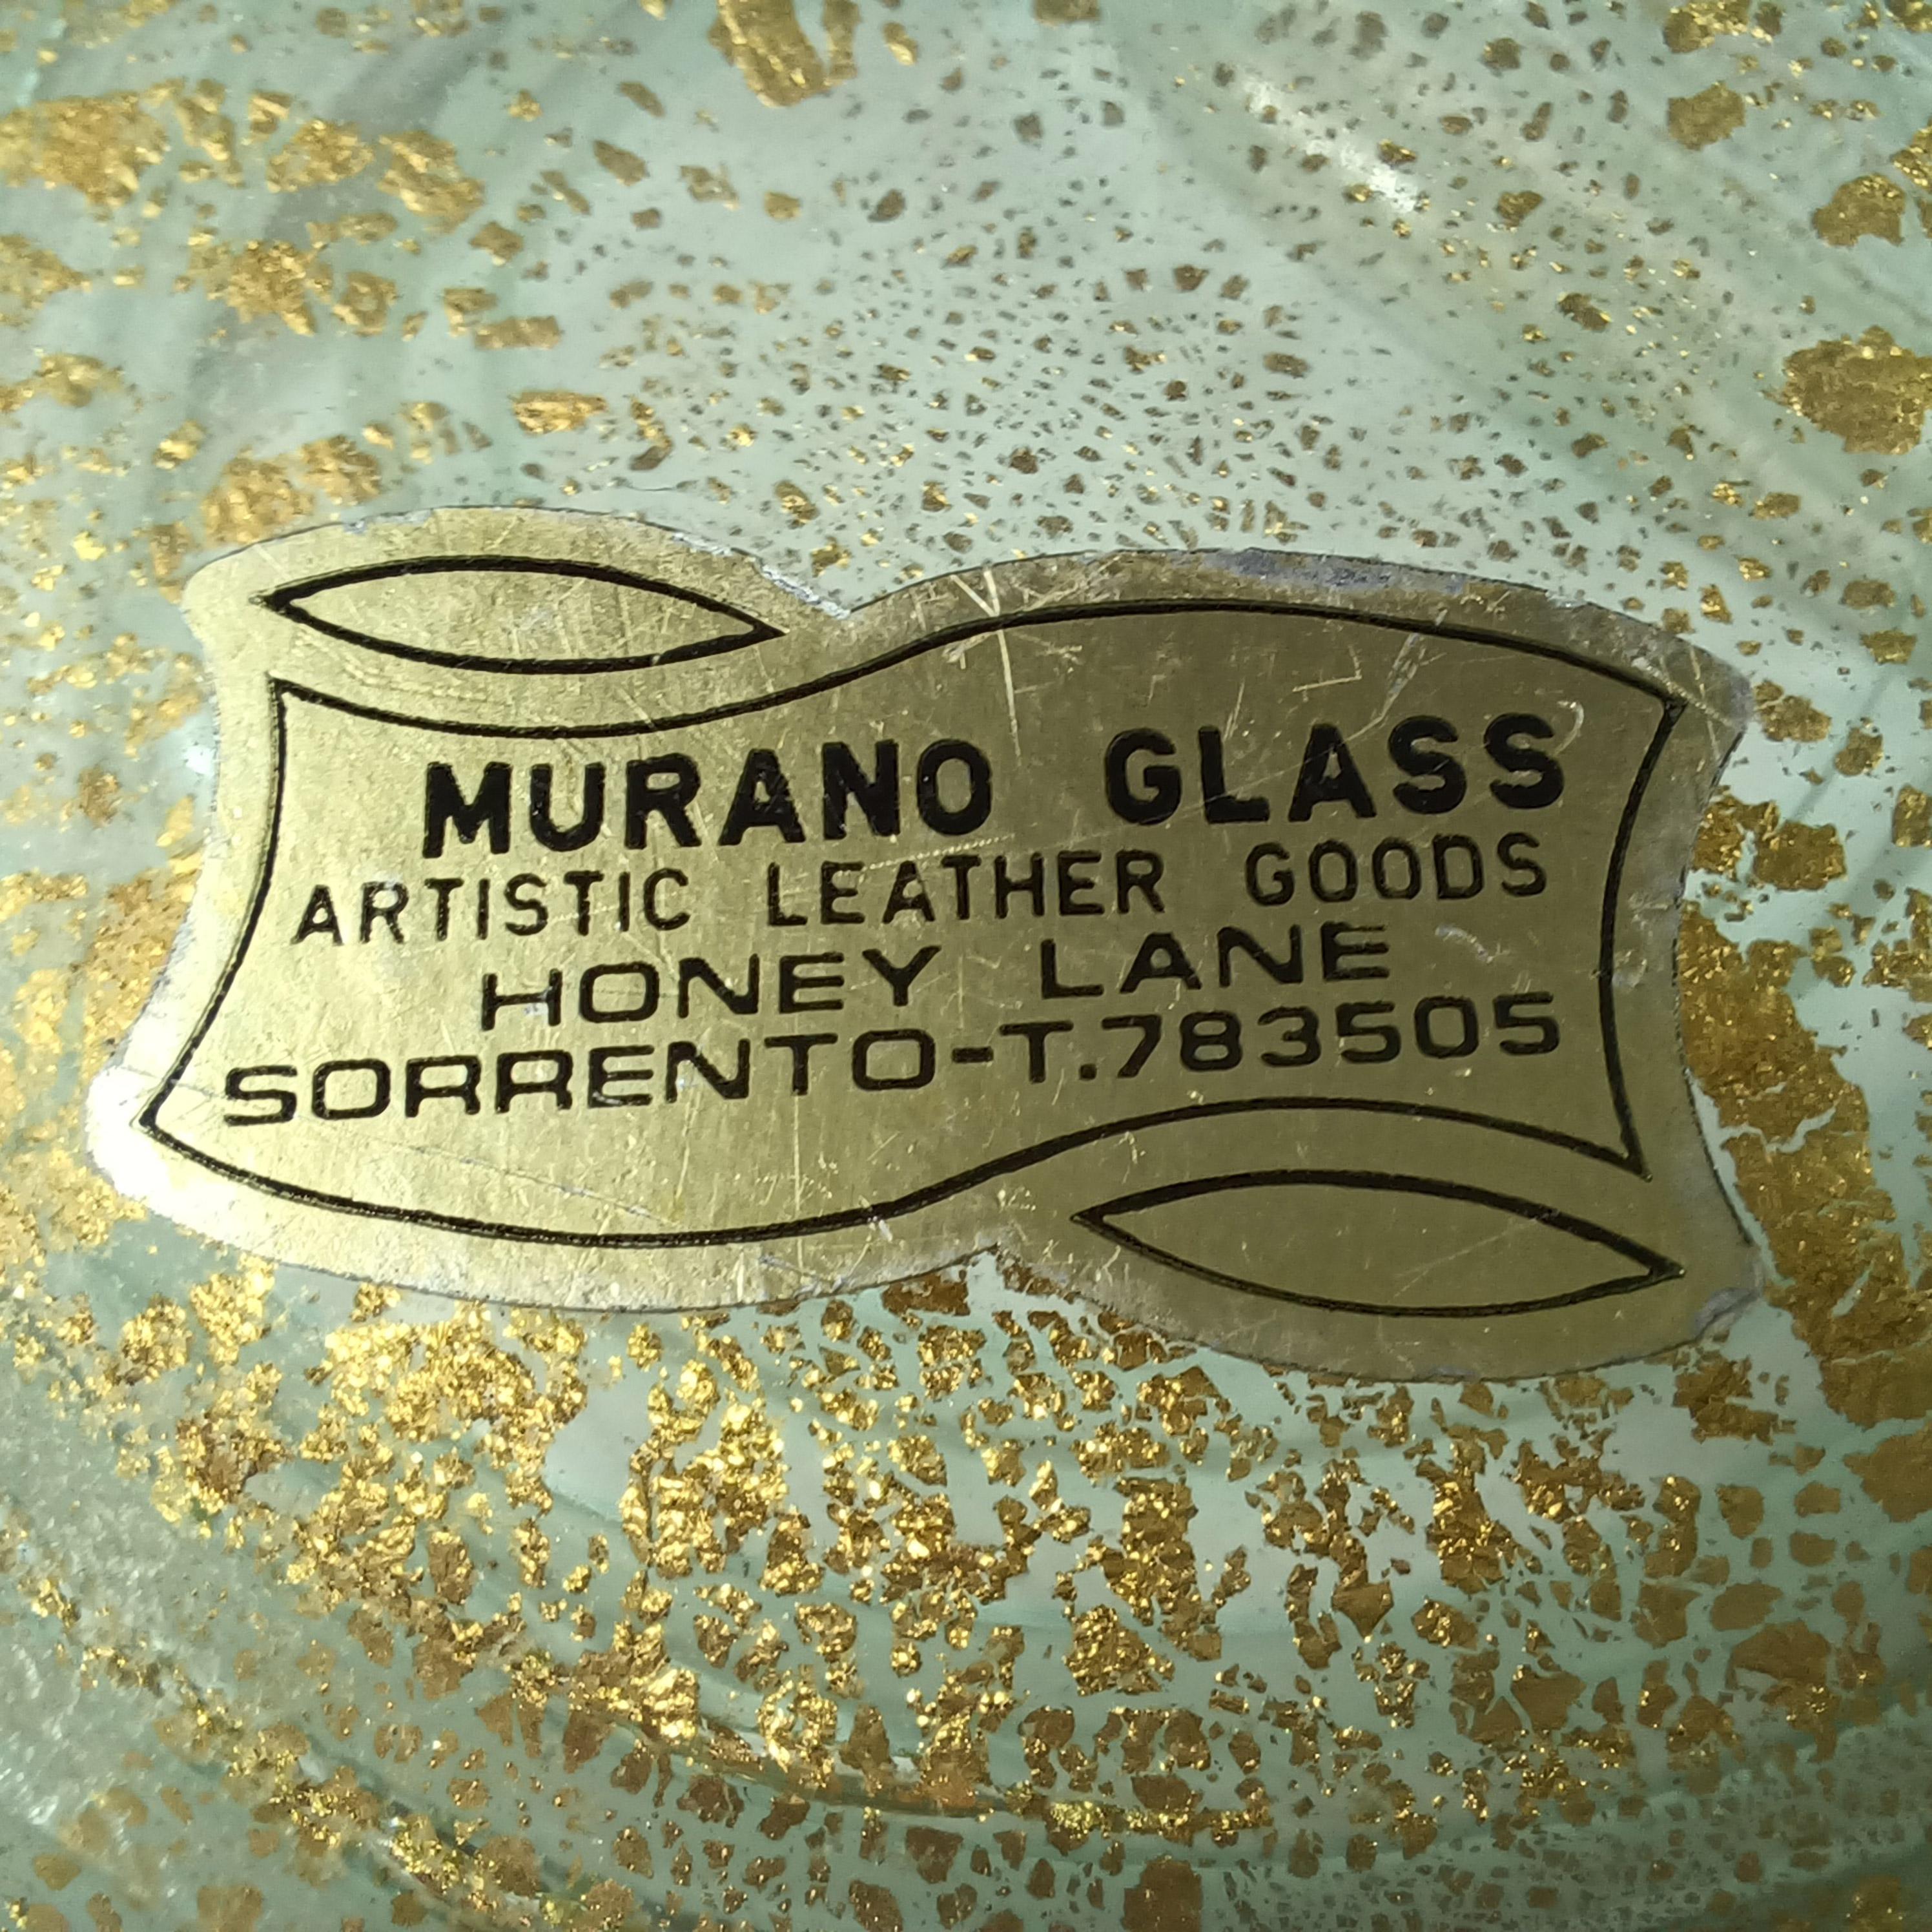 MURANO GLASS
ARTISTIC LEATHER GOODS
HONEY LANE
SORRENTO-T.783505